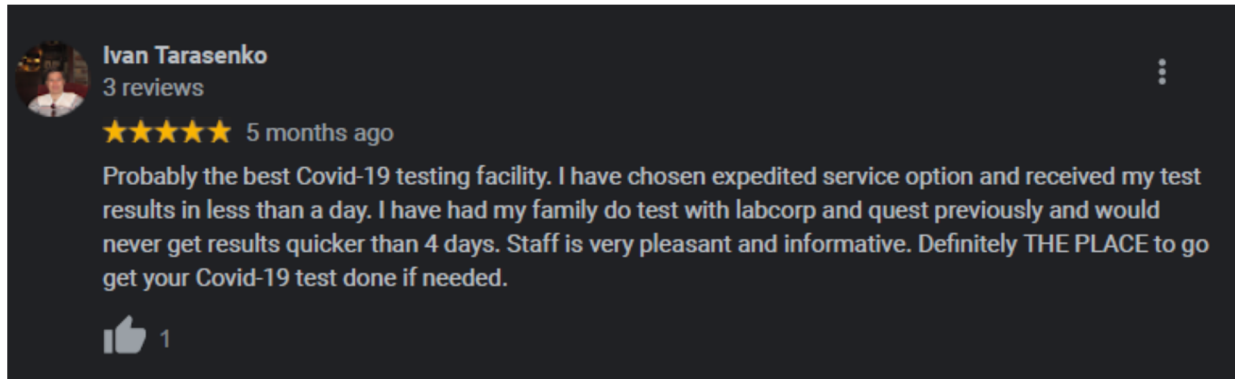 Ivan Tarasenko
3 reviews
5 months ago
Probably the best Covid-19 testing facility. I have chosen expedited service option and received my test
results in less than a day. I have had my family do test with labcorp and quest previously and would
never get results quicker than 4 days. Staff is very pleasant and informative. Definitely THE PLACE to go
get your Covid-19 test done if needed.
1